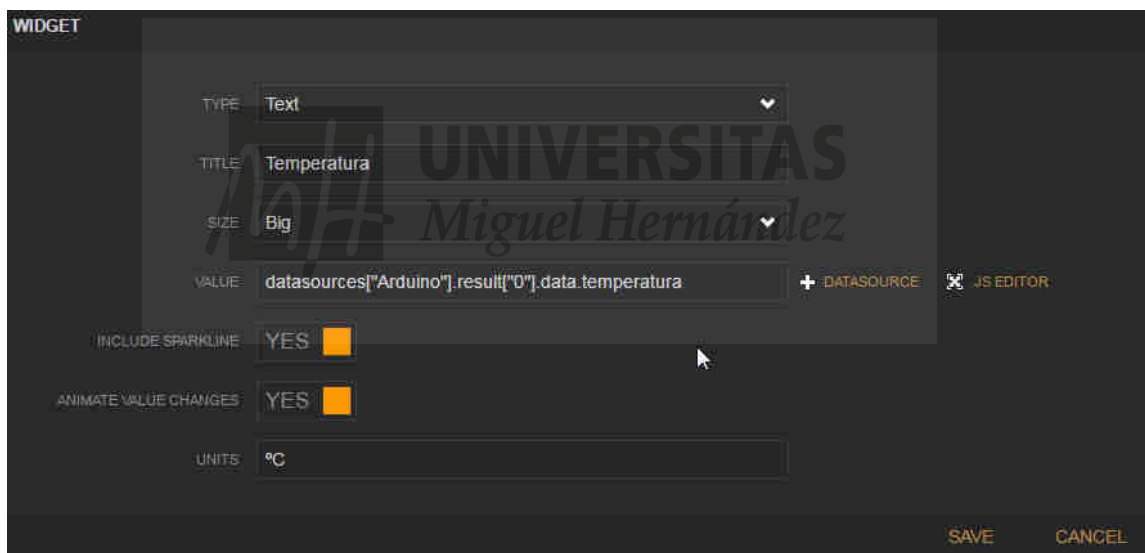 WIDGET
TYPE Text
UNIVERSITAS
TITLE Temperatura
Miguel Hernández
SIZE Big
VALUE datasources["Arduino"].result["0"].data.temperatura + DATASOURCE JS EDITOR
INCLUDE SPARKLINE YES
ANIMATE VALUE CHANGES YES
UNITS ºC
SAVE CANCEL